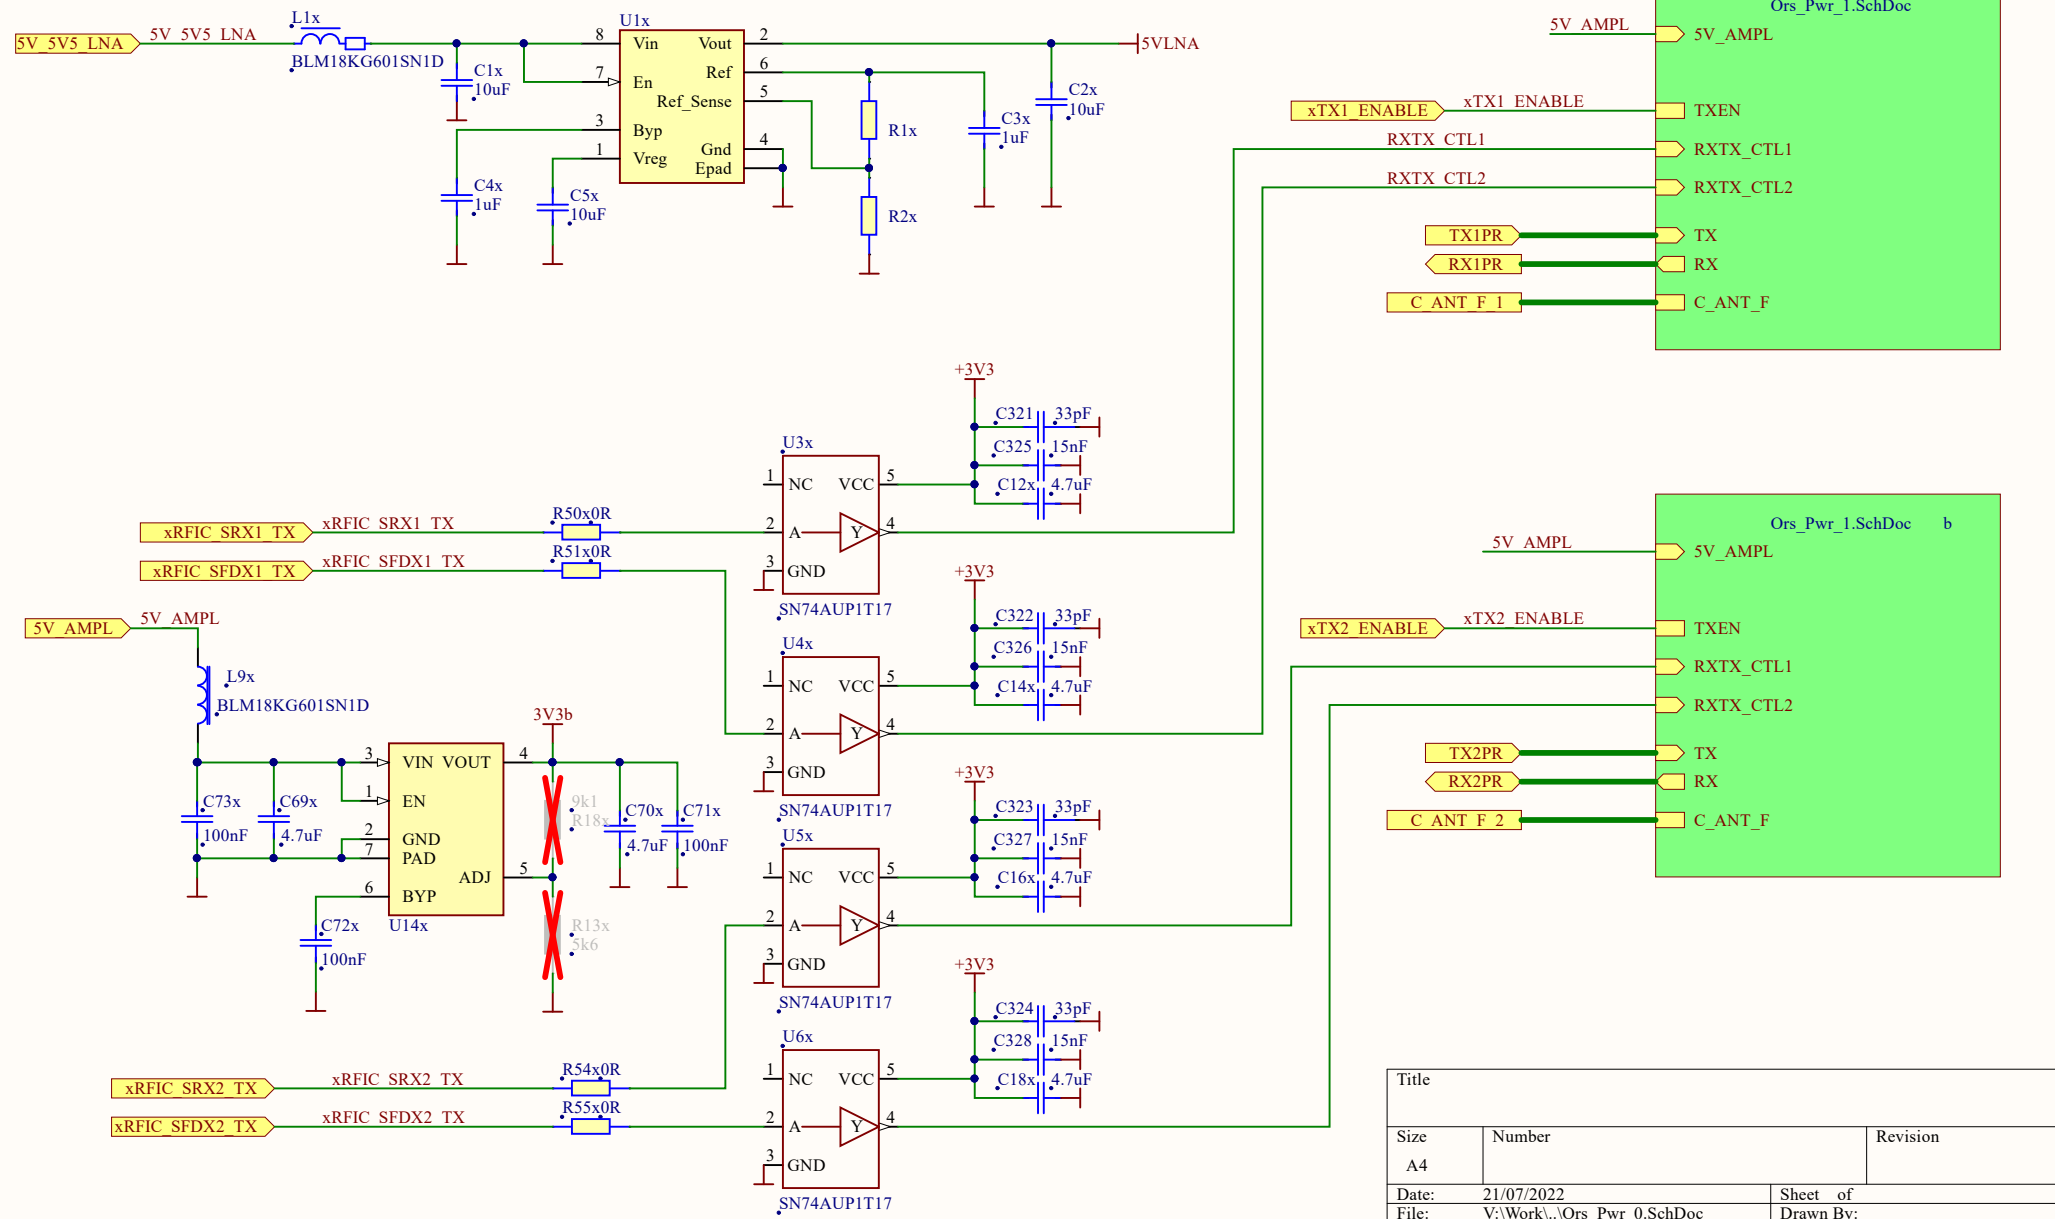 5V_5V5_LNA
5V_5V5_LNA
L1x
BLM18KG601SN1D
C1x
10uF
C4x
1uF
C5x
10uF
U1x
8 Vin Vout 2
7 En Ref 6
Ref_Sense 5
3 Byp
1 Vreg Gnd 4
Epad
R1x
R2x
C3x
1uF
C2x
10uF
5VLNA
Ors_Pwr_1.SchDoc
5V_AMPL 5V_AMPL
xTX1_ENABLE xTX1_ENABLE TXEN
RXTX_CTL1 RXTX_CTL1
RXTX_CTL2 RXTX_CTL2
TX1PR TX
RX1PR RX
C_ANT_F_1 C_ANT_F
+3V3
C321 33pF
C325 15nF
C12x 4.7uF
U3x
1 NC VCC 5
2 A Y 4
3 GND
SN74AUP1T17
xRFIC_SRX1_TX xRFIC_SRX1_TX R50x0R
xRFIC_SFDX1_TX xRFIC_SFDX1_TX R51x0R
+3V3
C322 33pF
C326 15nF
C14x 4.7uF
U4x
1 NC VCC 5
2 A Y 4
3 GND
SN74AUP1T17
Ors_Pwr_1.SchDoc b
5V_AMPL 5V_AMPL
xTX2_ENABLE xTX2_ENABLE TXEN
RXTX_CTL1
RXTX_CTL2
TX2PR TX
RX2PR RX
C_ANT_F_2 C_ANT_F
5V_AMPL 5V_AMPL
L9x
BLM18KG601SN1D
C73x
100nF
C69x
4.7uF
3 VIN VOUT 4
1 EN
2 GND
7 PAD
ADJ 5
6 BYP
U14x
C72x
100nF
3V3b
9k1
R18x
R13x
5k6
C70x
4.7uF
C71x
100nF
+3V3
C323 33pF
C327 15nF
C16x 4.7uF
U5x
1 NC VCC 5
2 A Y 4
3 GND
SN74AUP1T17
+3V3
C324 33pF
C328 15nF
C18x 4.7uF
U6x
1 NC VCC 5
2 A Y 4
3 GND
SN74AUP1T17
xRFIC_SRX2_TX xRFIC_SRX2_TX R54x0R
xRFIC_SFDX2_TX xRFIC_SFDX2_TX R55x0R
Title
Size Number Revision
A4
Date: 21/07/2022 Sheet of
File: V:\Work\..\Ors_Pwr_0.SchDoc Drawn By: